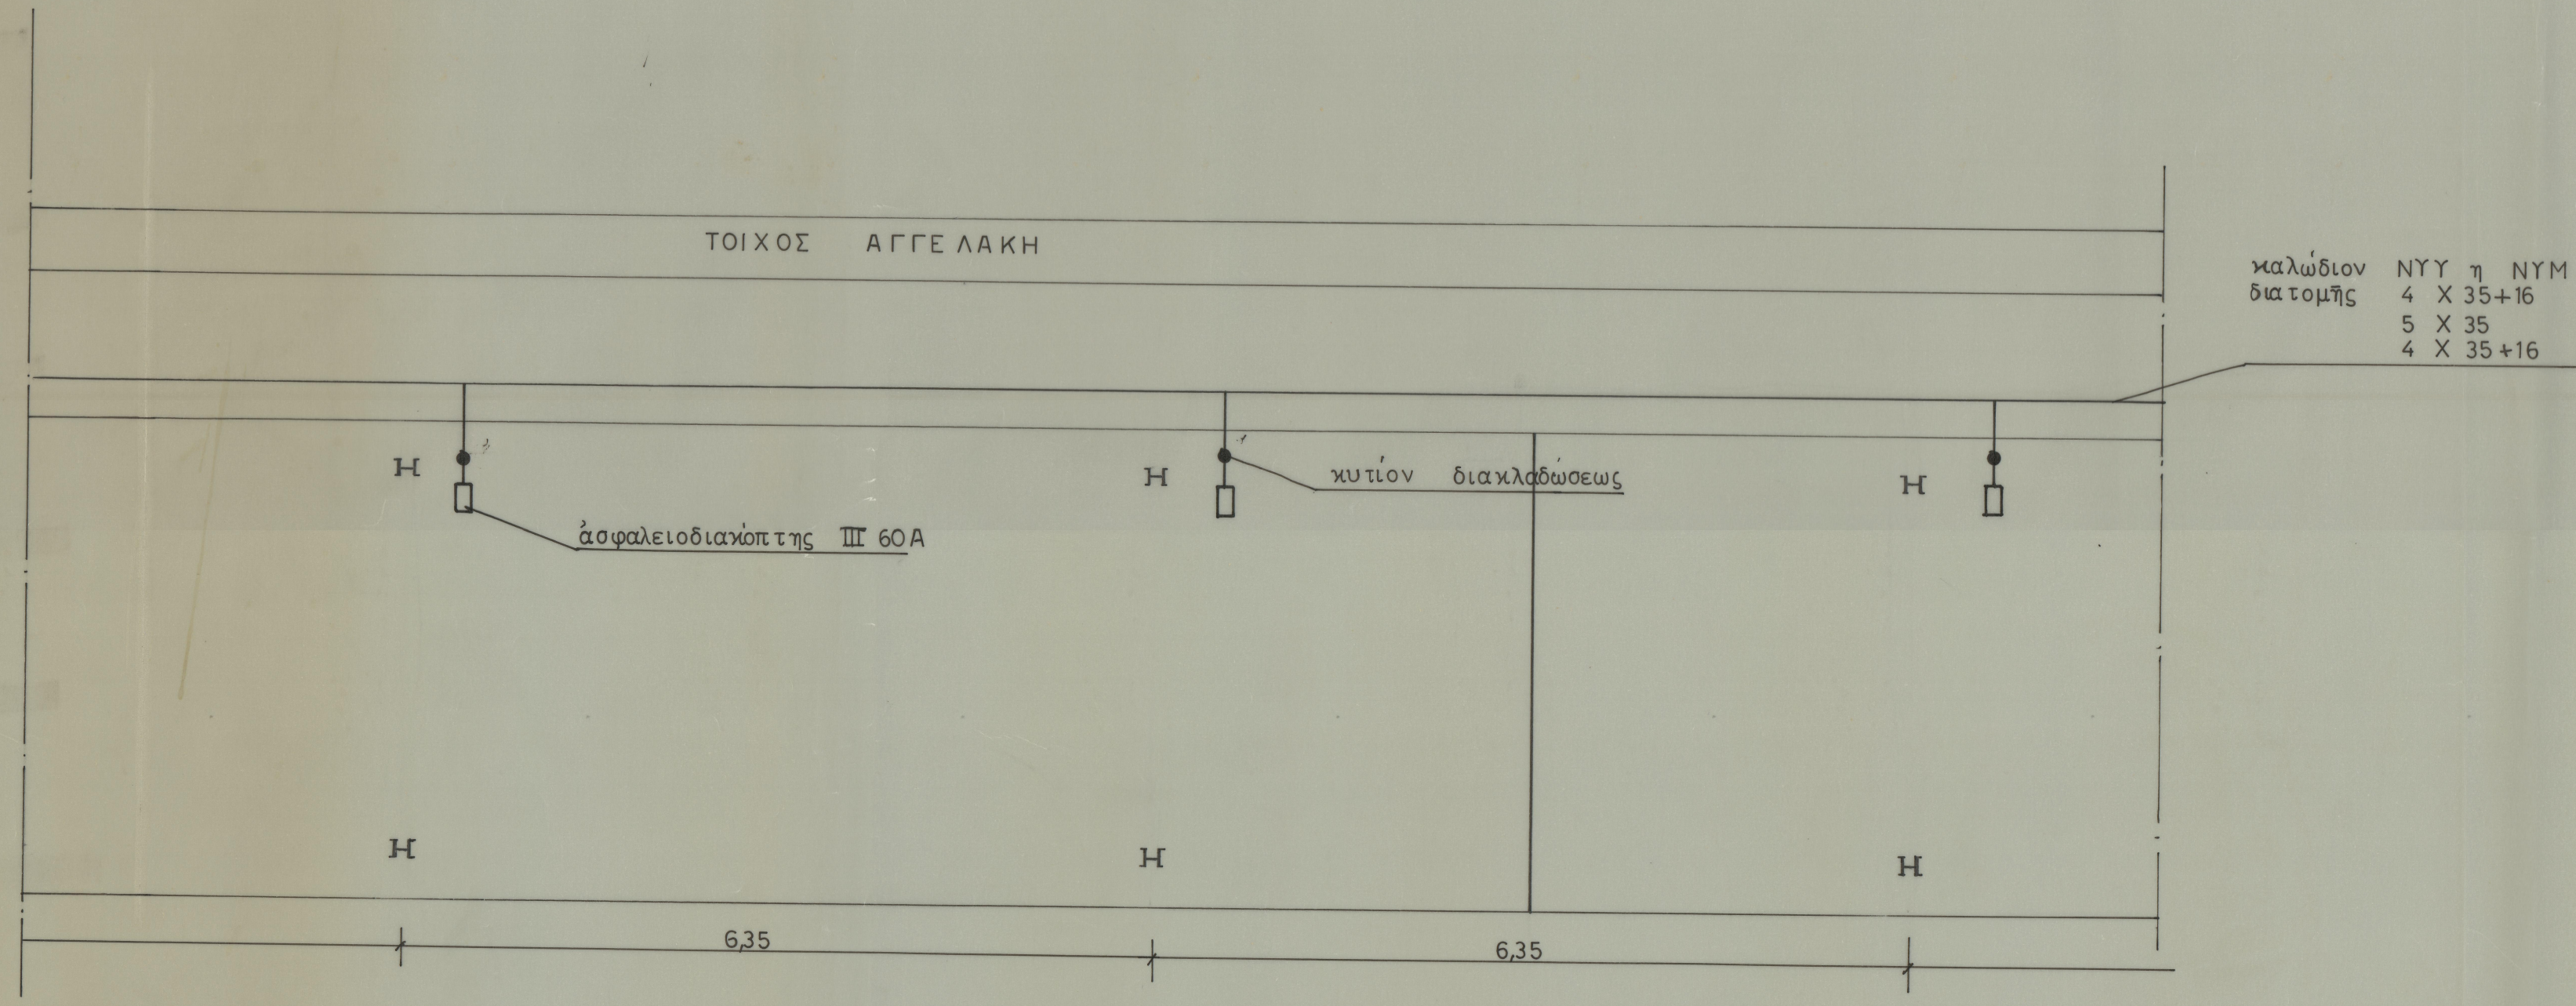 ΤΟΙΧΟΣ ΑΓΓΕΛΑΚΗ
καλώδιον ΝΥΥ η ΝΥΜ
διατομῆς 4 Χ 35+16
5 Χ 35
4 Χ 35+16
κυτίον διακλαδώσεως
ἀσφαλειοδιακόπτης ΙΙΙ 60Α
6,35
6,35